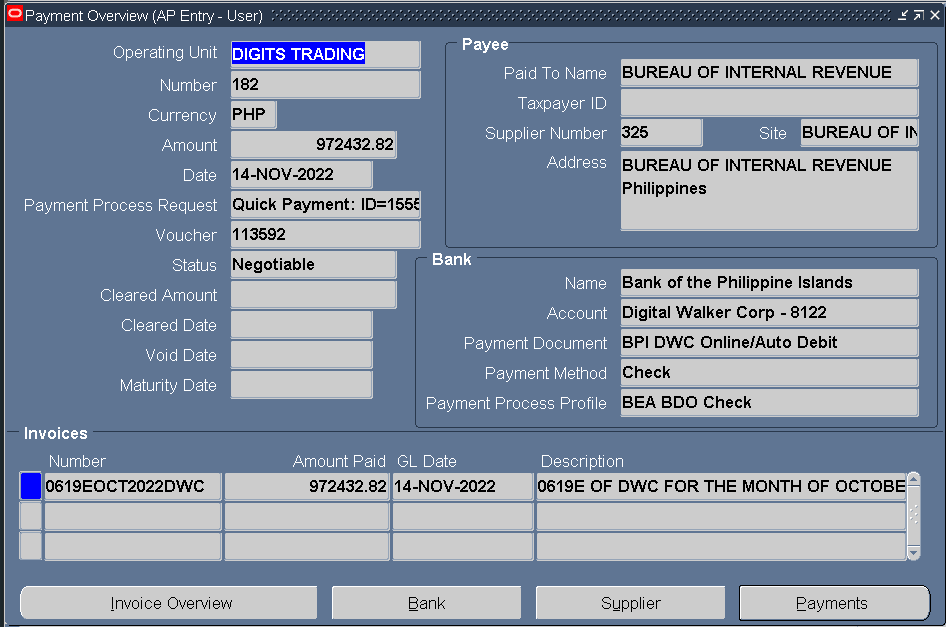 Payment Overview (AP Entry - User)
Operating Unit DIGITS TRADING
Number 182
Currency PHP
Amount 972432.82
Date 14-NOV-2022
Payment Process Request Quick Payment: ID=1555
Voucher 113592
Status Negotiable
Cleared Amount
Cleared Date
Void Date
Maturity Date
Payee
Paid To Name BUREAU OF INTERNAL REVENUE
Taxpayer ID
Supplier Number 325 Site BUREAU OF IN
Address BUREAU OF INTERNAL REVENUE
Philippines
Bank
Name Bank of the Philippine Islands
Account Digital Walker Corp - 8122
Payment Document BPI DWC Online/Auto Debit
Payment Method Check
Payment Process Profile BEA BDO Check
Invoices
Number Amount Paid GL Date Description
0619EOCT2022DWC 972432.82 14-NOV-2022 0619E OF DWC FOR THE MONTH OF OCTOBE
Invoice Overview Bank Supplier Payments